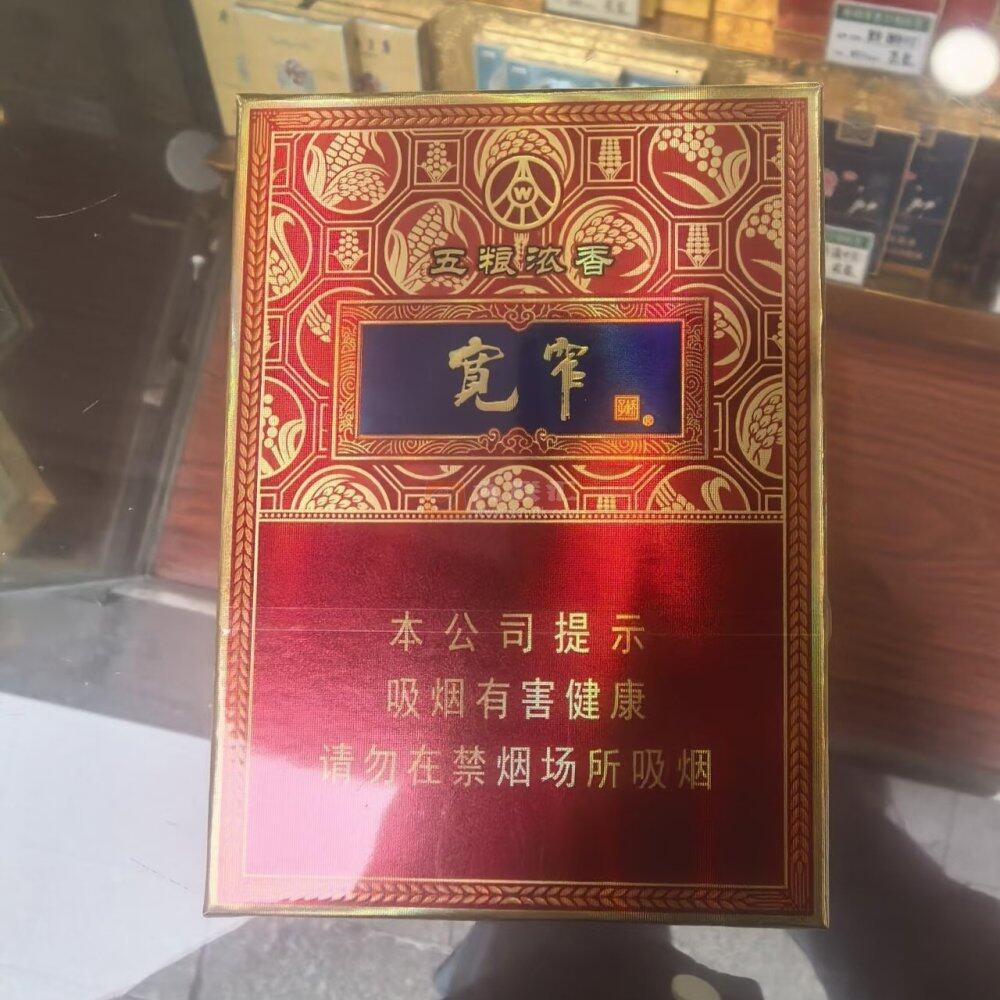 W
五粮浓香
宽窄
®
本公司提示
吸烟有害健康
请勿在禁烟场所吸烟